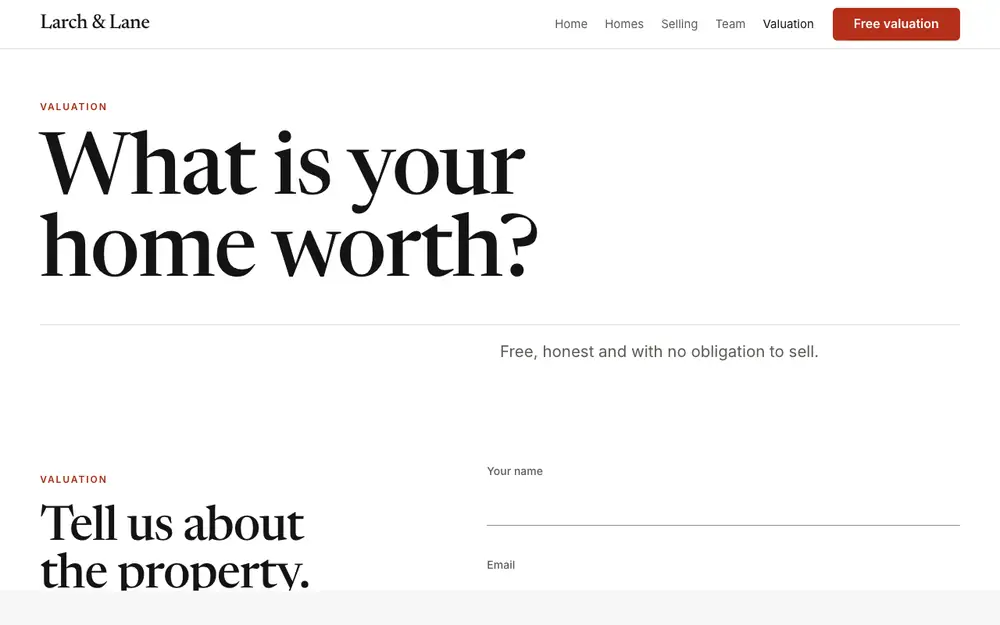 Larch & Lane
Home
Homes
Selling
Team
Valuation
Free valuation
VALUATION
What is your
home worth?
Free, honest and with no obligation to sell.
VALUATION
Tell us about
the property.
Your name
Email